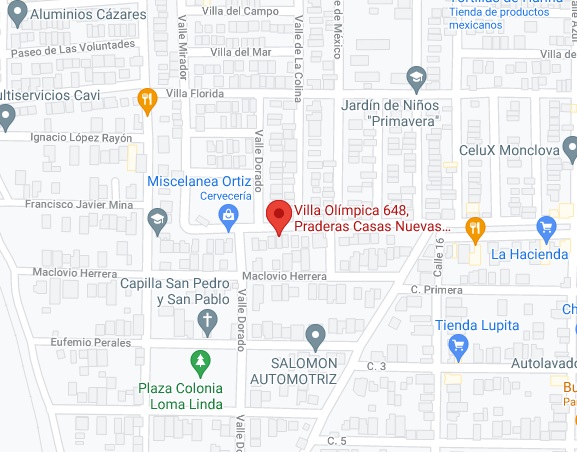 Aluminios Cázares
Villa del Campo
Tienda de productos
mexicanos
Paseo de Las Voluntades
Valle Mirador
Villa del Mar
Valle de La Colina
de México
ultiservicios Cavi
Villa Florida
Jardín de Niños
"Primavera"
Ignacio López Rayón
Valle Dorado
CeluX Monclova
Miscelanea Ortiz
Cervecería
Francisco Javier Mina
Villa Olímpica 648,
Praderas Casas Nuevas…
La Hacienda
Calle 16
Maclovio Herrera
Maclovio Herrera
Capilla San Pedro
y San Pablo
C. Primera
Valle Dorado
Tienda Lupita
Ch
Eufemio Perales
SALOMON
AUTOMOTRIZ
C. 3
Autolavado
Plaza Colonia
Loma Linda
Bu
Pa
Valle D
C. 5